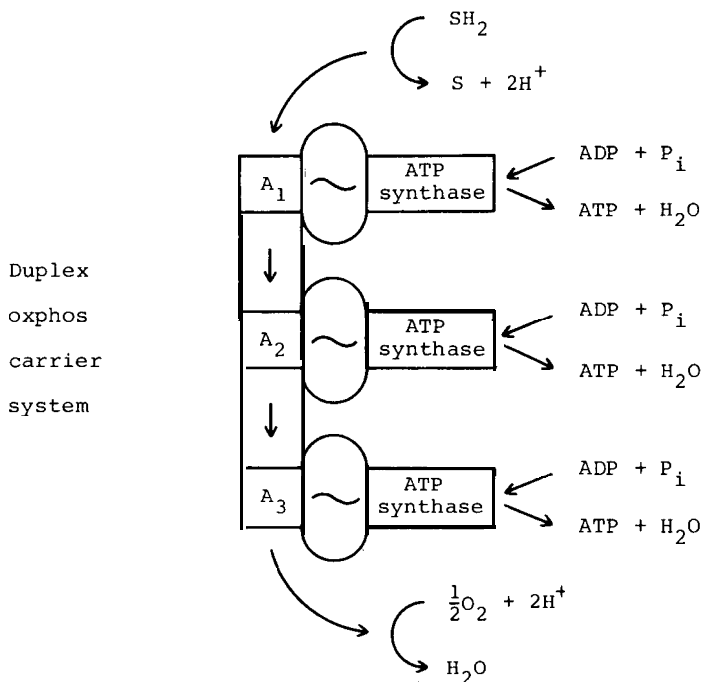 SH₂
S + 2H⁺
A₁
~
ATP
synthase
ADP + Pᵢ
ATP + H₂O
Duplex
oxphos
carrier
system
A₂
~
ATP
synthase
ADP + Pᵢ
ATP + H₂O
A₃
~
ATP
synthase
ADP + Pᵢ
ATP + H₂O
½O₂ + 2H⁺
H₂O